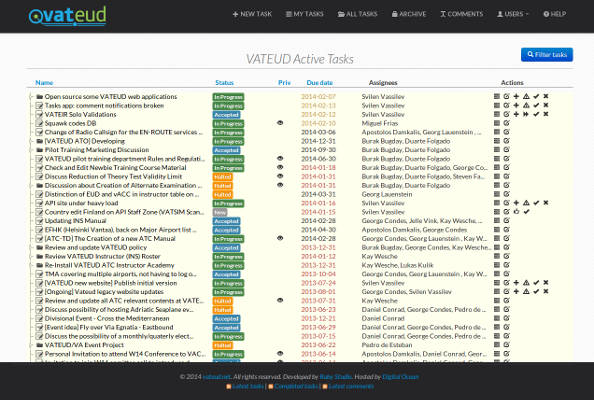 vateud
NEW TASK MY TASKS ALL TASKS ARCHIVE COMMENTS USERS HELP
VATEUD Active Tasks
Filter tasks
Name Status Priv Due date Assignees Actions
Open source some VATEUD web applications In Progress 2014-02-07 Svilen Vassilev
Tasks app: comment notifications broken In Progress 2014-02-13 Svilen Vassilev
VATEIR Solo Validations Accepted 2014-02-12 Svilen Vassilev
Squawk codes DB In Progress 2014-02-10 Miguel Frias
Change of Radio Callsign for the EN-ROUTE services ... In Progress 2014-03-06 Apostolos Damkalis, Georg Lauenstein , ...
[VATEUD ATO] Developing In Progress 2014-12-31 Burak Bugday, Duarte Folgado
Pilot Training Marketing Discussion Accepted 2014-09-30 Burak Bugday, Duarte Folgado
VATEUD pilot training department Rules and Regulati... In Progress 2014-06-30 Burak Bugday, Duarte Folgado
Check and Edit Newbie Training Course Material In Progress 2014-01-18 Burak Bugday, Duarte Folgado, George Co...
Discuss Reduction of Theory Test Validity Limit Halted 2014-01-31 Burak Bugday, Duarte Folgado, Steven Fa...
Discussion about Creation of Alternate Examination ... Halted 2014-01-31 Burak Bugday, Duarte Folgado
Distinction of EUD and vACC in instructor table on ... Halted 2014-03-31 Georg Lauenstein
API site under heavy load In Progress 2014-01-16 Svilen Vassilev
Country edit Finland on API Staff Zone (VATSIM Scan... New 2014-01-15 Svilen Vassilev
Updating INS Manual Accepted 2014-02-28 George Condes, Julie Vink, Kay Wesche, ...
EFHK (Helsinki Vantaa), back on Major Airport list ... Accepted 2014-04-30 Apostolos Damkalis, George Condes
[ATC-TD] The Creation of a new ATC Manual In Progress 2014-02-28 George Condes, Georg Lauenstein , Kay W...
Review and update VATEUD policy Accepted 2013-12-31 Burak Bugday, George Condes, Kay Wesche...
Review VATEUD Instructor (INS) Roster In Progress 2014-01-12 Kay Wesche
Re-Install VATEUD ATC Instructor Academy In Progress 2013-12-31 Kay Wesche, Lukas Kulik
TMA covering multiple airports, not having to log o... Accepted 2013-10-04 George Condes, Georg Lauenstein , Kay W...
[VATEUD new website] Publish initial version In Progress 2013-07-24 Svilen Vassilev
[Ongoing] Vateud legacy website updates In Progress 2013-08-01 George Condes, Svilen Vassilev
Review and update all ATC relevant contents at VATE... Halted 2013-07-31 Kay Wesche
Discuss possibility of hosting Adriatic Seaplane ev... Halted 2013-06-23 Daniel Conrad
Divisional Event - Cross the Mediterranean Accepted 2013-12-21 Daniel Conrad, George Condes, Pedro de ...
[Event idea] Fly over Via Egnatia - Eastbound Accepted 2013-06-29 Daniel Conrad, George Condes, Pedro de ...
Discuss the possibility of a monthly/quarterly elect... In Progress 2013-07-15 Daniel Conrad, George Condes, Pedro de ...
VATEUD/VA Event Project Halted 2013-06-22 Pedro de Esteban
Personal Invitation to attend W14 Conference to VAC... In Progress 2013-06-14 Apostolos Damkalis, Daniel Conrad, Geor...
© 2014 vateud.net. All rights reserved. Developed by Ruby Studio. Hosted by Digital Ocean
Latest tasks | Completed tasks | Latest comments